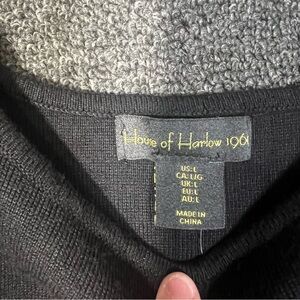 House of Harlow 1960
US: L
CA: L/G
UK: L
EU: L
AU: L
MADE IN
CHINA